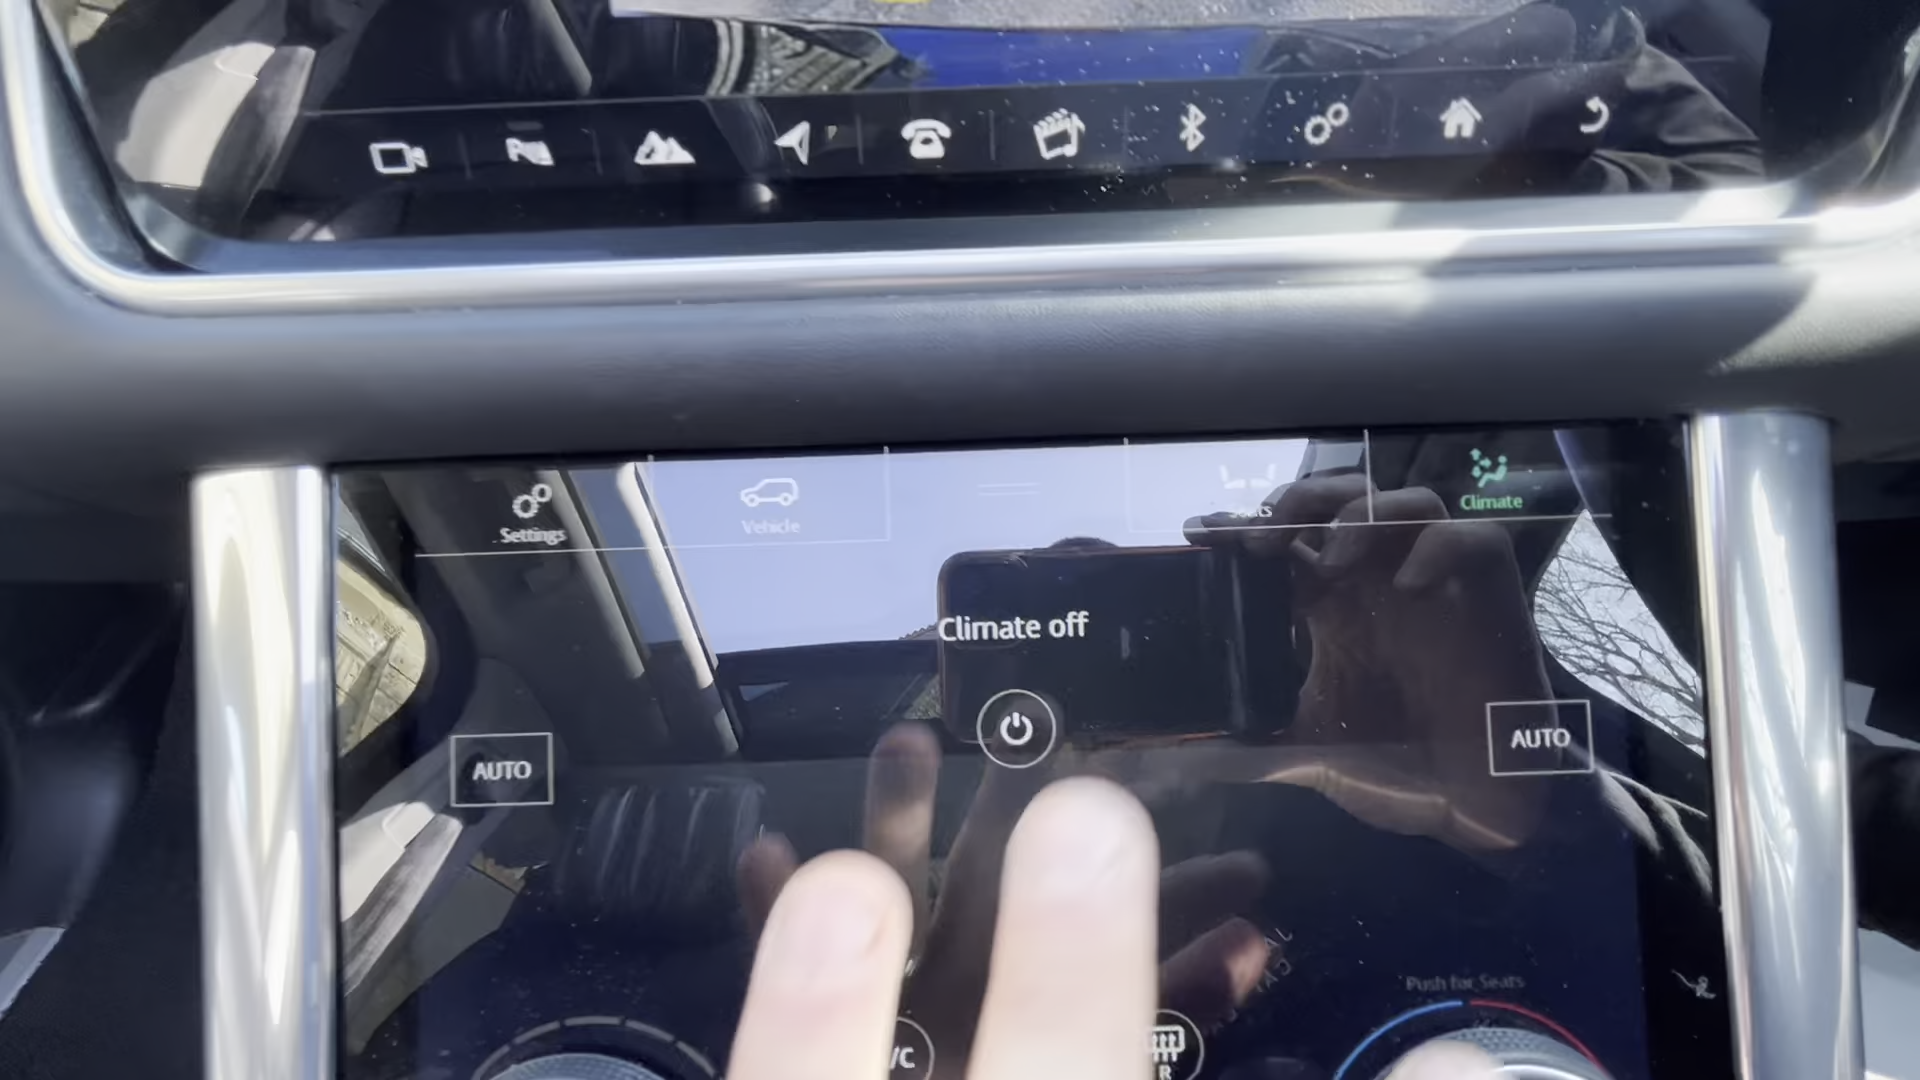 Settings
Vehicle
Climate
Climate off
AUTO
AUTO
Push for Seats
R